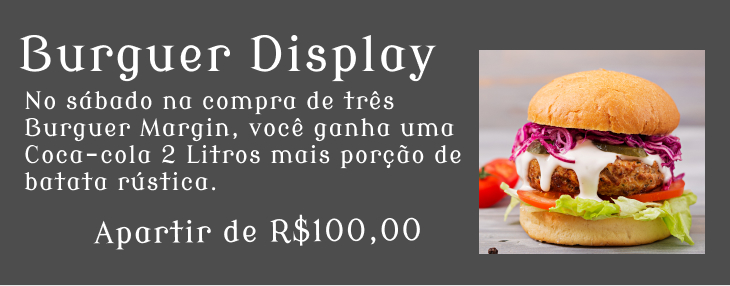 Burguer Display
No sábado na compra de três
Burguer Margin, você ganha uma
Coca-cola 2 Litros mais porção de
batata rústica.
Apartir de R$100,00